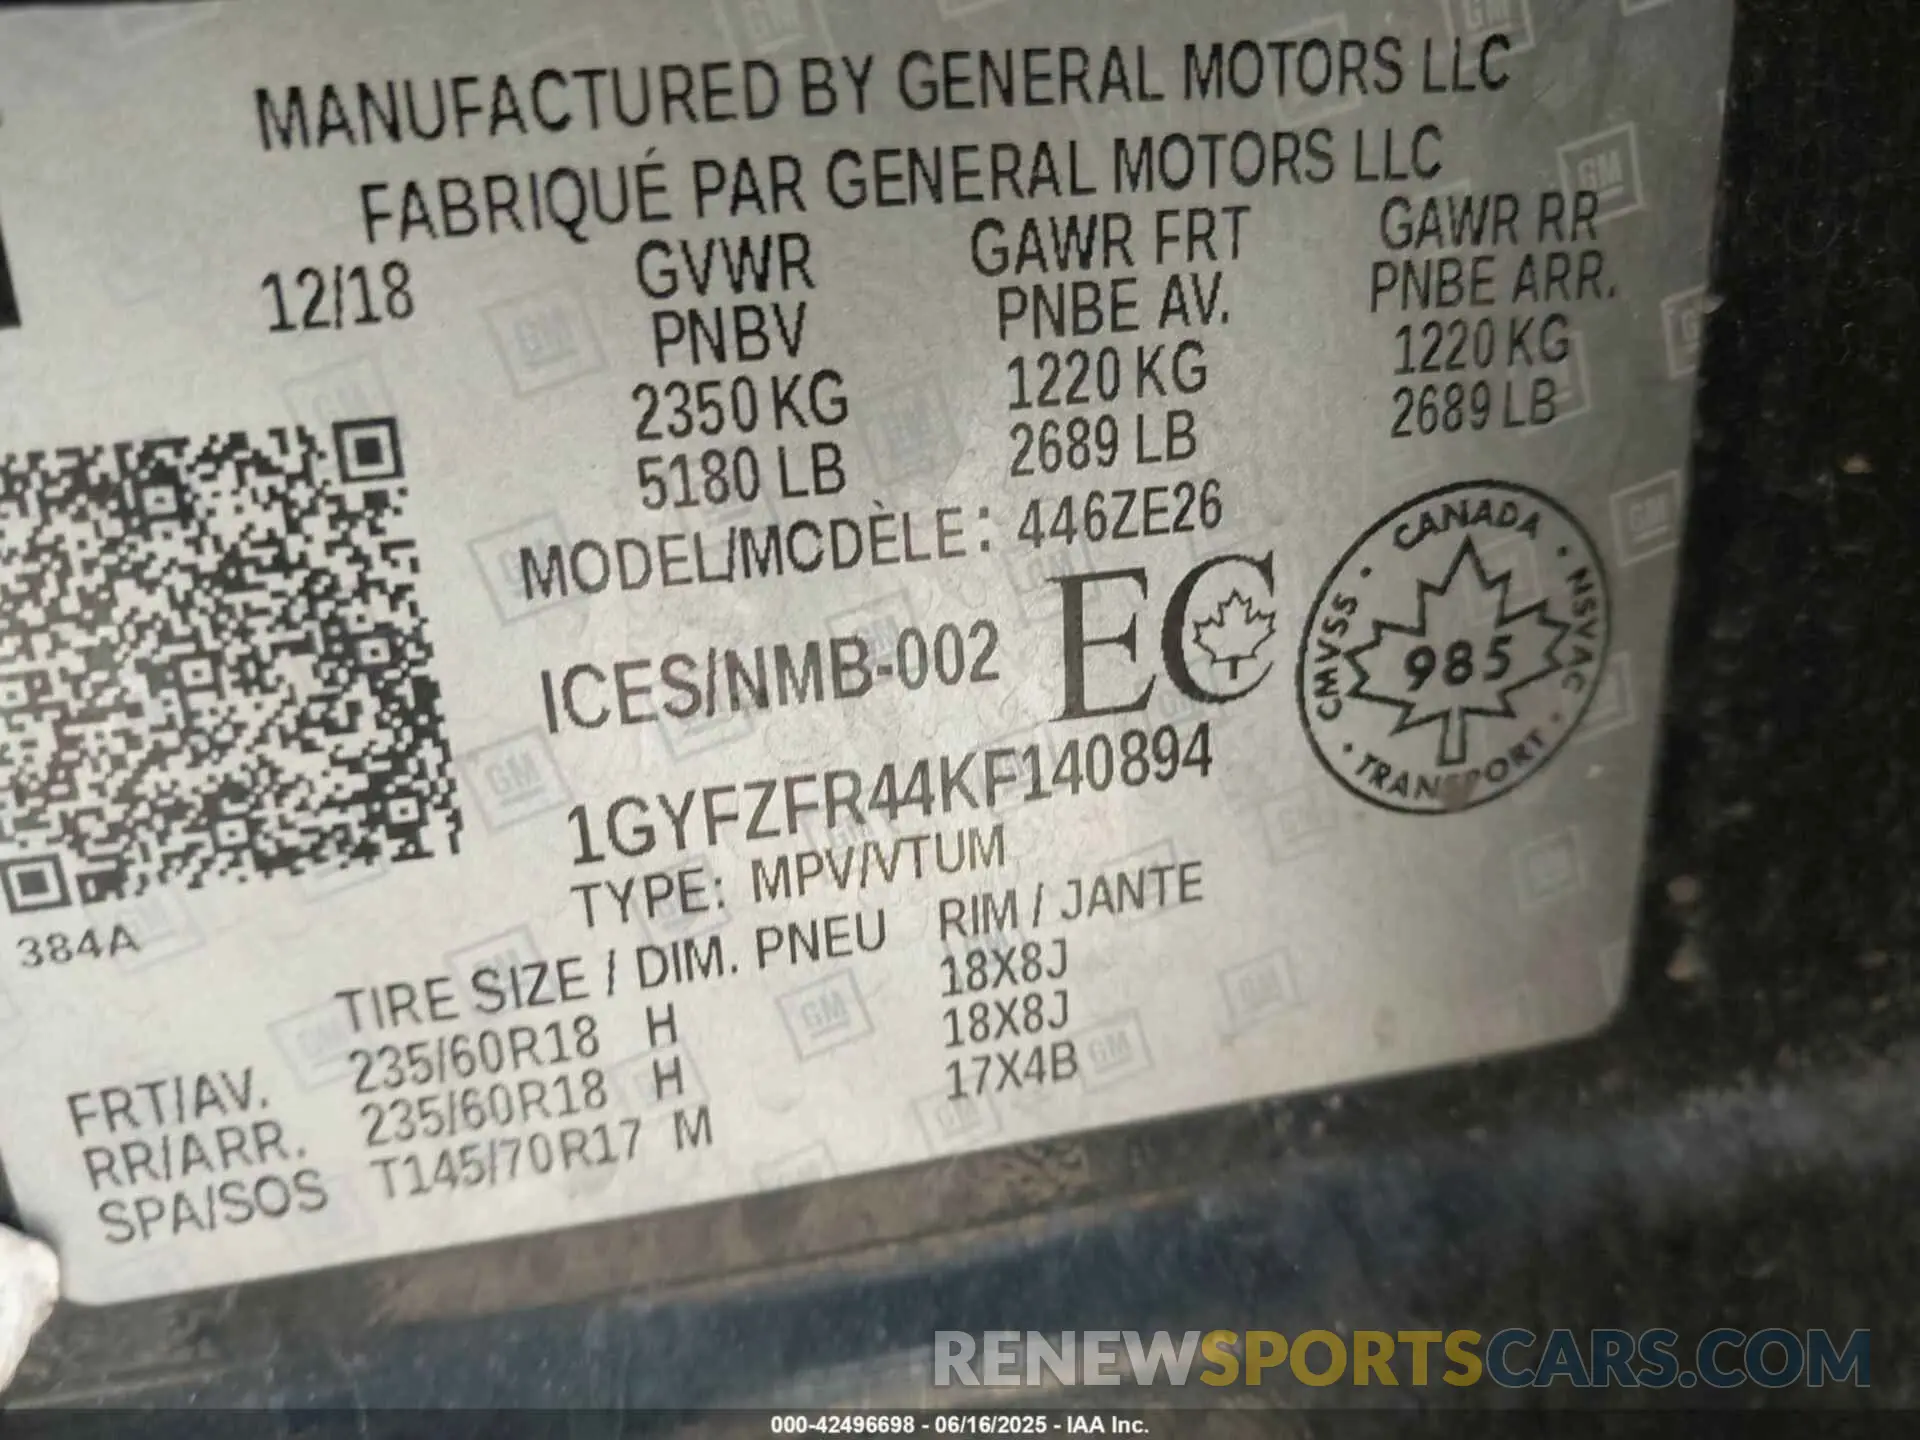 MANUFACTURED BY GENERAL MOTORS LLC
FABRIQUÉ PAR GENERAL MOTORS LLC
12/18 GVWR GAWR FRT GAWR RR
PNBV PNBE AV. PNBE ARR.
2350 KG 1220 KG 1220 KG
5180 LB 2689 LB 2689 LB
MODEL/MODÈLE: 446ZE26
ICES/NMB-002 EC
CANADA · NSVAC · TRANSPORT · CMVSS ·
985
1GYFZFR44KF140894
TYPE: MPV/VTUM
384A
TIRE SIZE / DIM. PNEU RIM / JANTE
FRT/AV. 235/60R18 H 18X8J
RR/ARR. 235/60R18 H 18X8J
SPA/SOS T145/70R17 M 17X4B
GM
RENEWSPORTSCARS.COM
000-42496698 - 06/16/2025 - IAA Inc.